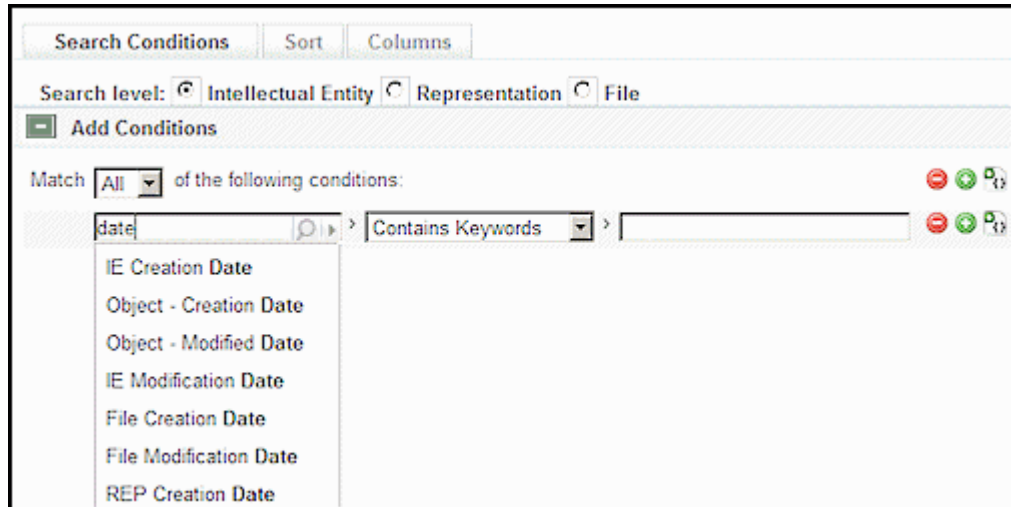 Search Conditions Sort Columns
Search level: Intellectual Entity Representation File
Add Conditions
Match All of the following conditions:
date > Contains Keywords >
IE Creation Date
Object - Creation Date
Object - Modified Date
IE Modification Date
File Creation Date
File Modification Date
REP Creation Date